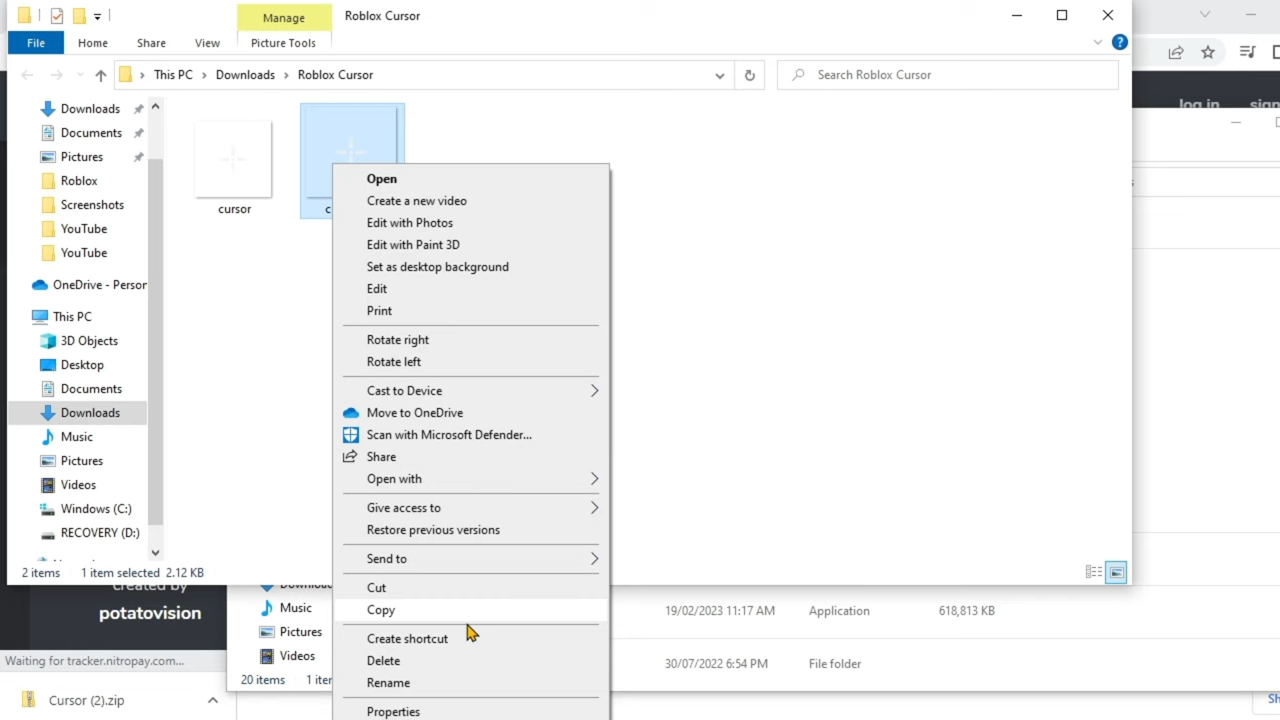 Manage
Roblox Cursor
File
Home
Share
View
Picture Tools
This PC
Downloads
Roblox Cursor
Search Roblox Cursor
log in
Downloads
Documents
Pictures
Roblox
Screenshots
YouTube
YouTube
OneDrive - Person
This PC
3D Objects
Desktop
Documents
Downloads
Music
Pictures
Videos
Windows (C:)
RECOVERY (D:)
cursor
Open
Create a new video
Edit with Photos
Edit with Paint 3D
Set as desktop background
Edit
Print
Rotate right
Rotate left
Cast to Device
Move to OneDrive
Scan with Microsoft Defender...
Share
Open with
Give access to
Restore previous versions
Send to
Cut
Copy
Create shortcut
Delete
Rename
Properties
2 items 1 item selected 2.12 KB
created by
potatovision
Waiting for tracker.nitropay.com...
Cursor (2).zip
Downloads
Music
Pictures
Videos
20 items
19/02/2023 11:17 AM Application 618,813 KB
30/07/2022 6:54 PM File folder